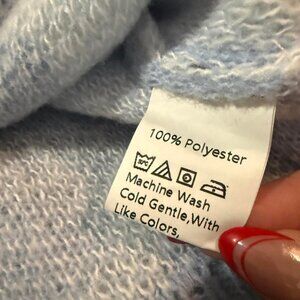 100% Polyester
Machine Wash
Cold Gentle,With
Like Colors,